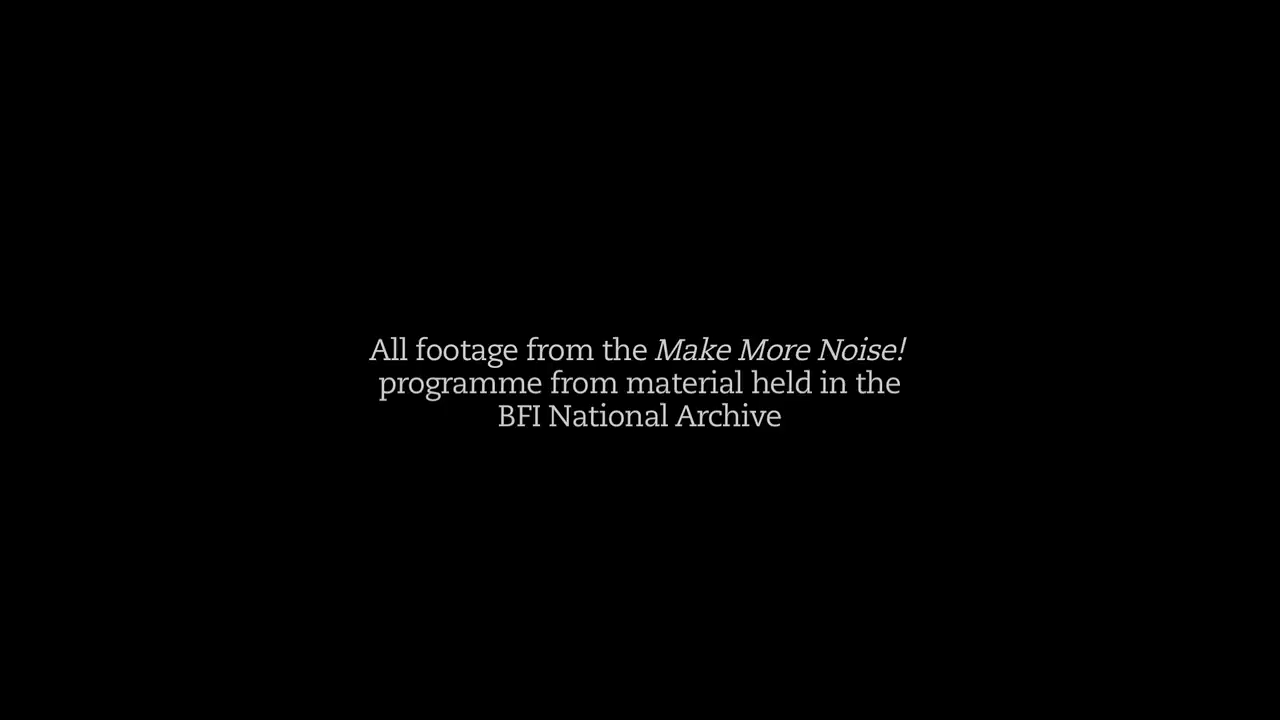 All footage from the Make More Noise!
programme from material held in the
BFI National Archive